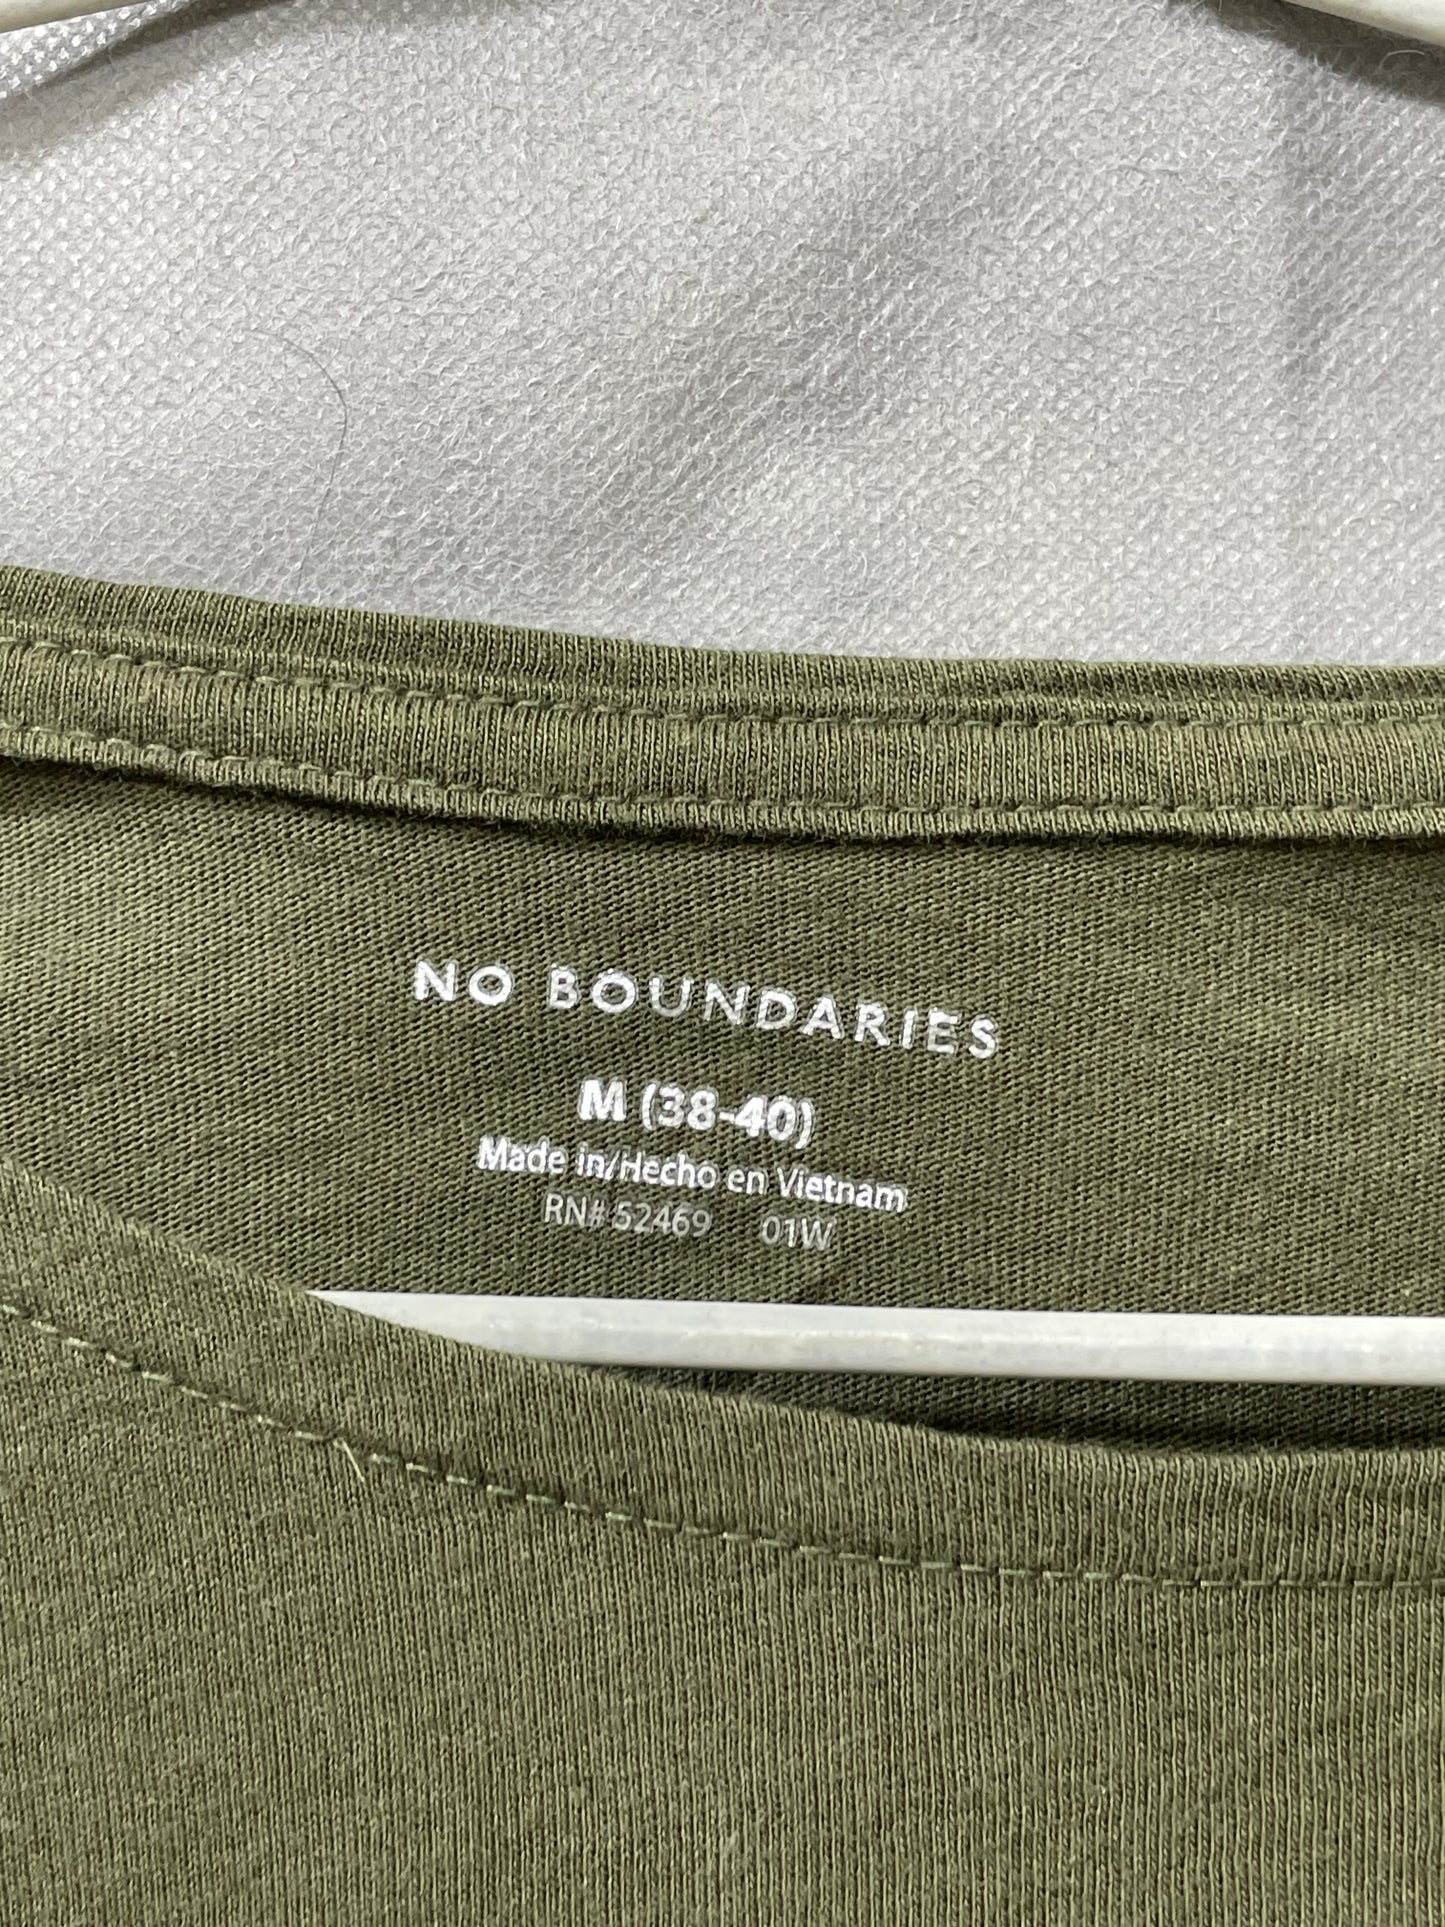 NO BOUNDARIES
M (38-40)
Made in/Hecho en Vietnam
RN# 52469 01W